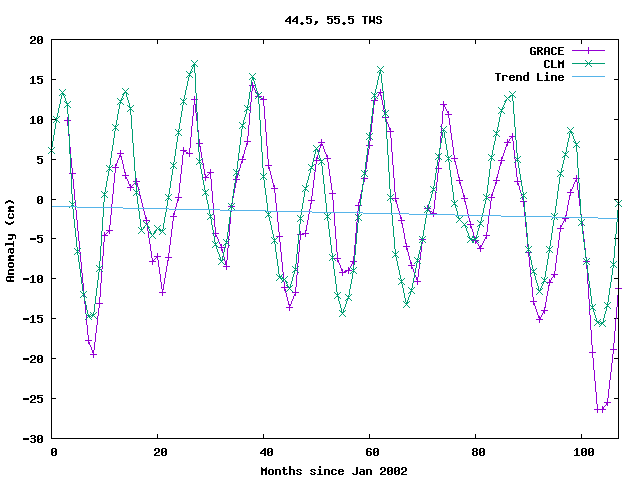 44.5, 55.5 TWS
GRACE
CLM
Trend Line
20
15
10
5
0
-5
-10
-15
-20
-25
-30
Anomaly (cm)
0 20 40 60 80 100
Months since Jan 2002